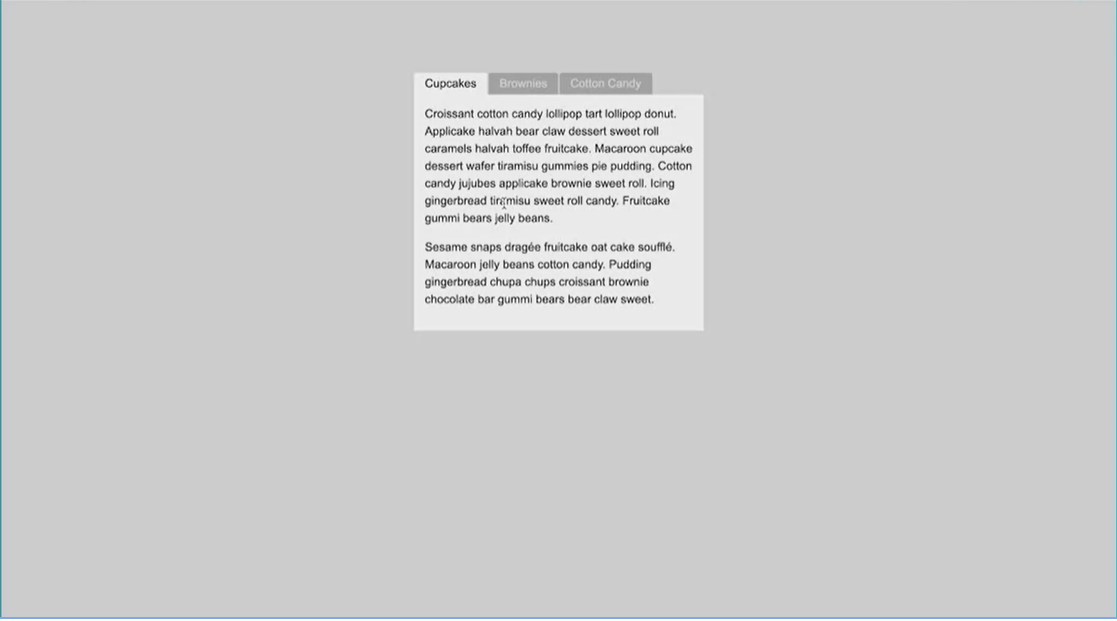 Cupcakes Brownies Cotton Candy
Croissant cotton candy lollipop tart lollipop donut.
Applicake halvah bear claw dessert sweet roll
caramels halvah toffee fruitcake. Macaroon cupcake
dessert wafer tiramisu gummies pie pudding. Cotton
candy jujubes applicake brownie sweet roll. Icing
gingerbread tiramisu sweet roll candy. Fruitcake
gummi bears jelly beans.
Sesame snaps dragée fruitcake oat cake soufflé.
Macaroon jelly beans cotton candy. Pudding
gingerbread chupa chups croissant brownie
chocolate bar gummi bears bear claw sweet.